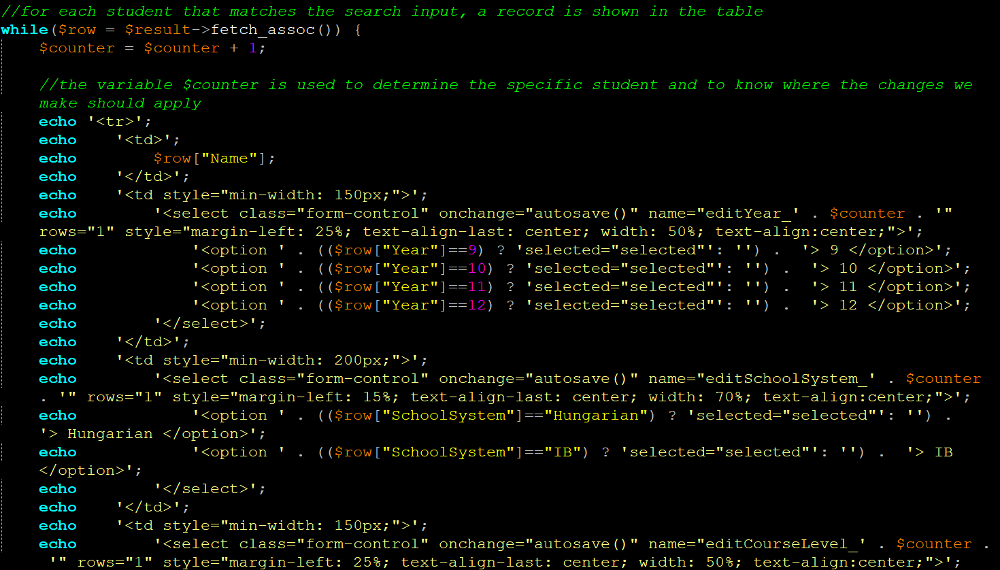 //for each student that matches the search input, a record is shown in the table
while($row = $result->fetch_assoc()) {
    $counter = $counter + 1;

    //the variable $counter is used to determine the specific student and to know where the changes we
    make should apply
    echo '<tr>';
    echo    '<td>';
    echo        $row["Name"];
    echo    '</td>';
    echo    '<td style="min-width: 150px;">';
    echo        '<select class="form-control" onchange="autosave()" name="editYear_' . $counter . '"
    rows="1" style="margin-left: 25%; text-align-last: center; width: 50%; text-align:center;">';
    echo            '<option ' . (($row["Year"]==9) ? 'selected="selected"': '') .  '> 9 </option>';
    echo            '<option ' . (($row["Year"]==10) ? 'selected="selected"': '') .  '> 10 </option>';
    echo            '<option ' . (($row["Year"]==11) ? 'selected="selected"': '') .  '> 11 </option>';
    echo            '<option ' . (($row["Year"]==12) ? 'selected="selected"': '') .  '> 12 </option>';
    echo        '</select>';
    echo    '</td>';
    echo    '<td style="min-width: 200px;">';
    echo        '<select class="form-control" onchange="autosave()" name="editSchoolSystem_' . $counter
    . '" rows="1" style="margin-left: 15%; text-align-last: center; width: 70%; text-align:center;">';
    echo            '<option ' . (($row["SchoolSystem"]=="Hungarian") ? 'selected="selected"': '') .
    '> Hungarian </option>';
    echo            '<option ' . (($row["SchoolSystem"]=="IB") ? 'selected="selected"': '') .  '> IB
    </option>';
    echo        '</select>';
    echo    '</td>';
    echo    '<td style="min-width: 150px;">';
    echo        '<select class="form-control" onchange="autosave()" name="editCourseLevel_' . $counter .
     '" rows="1" style="margin-left: 25%; text-align-last: center; width: 50%; text-align:center;">';